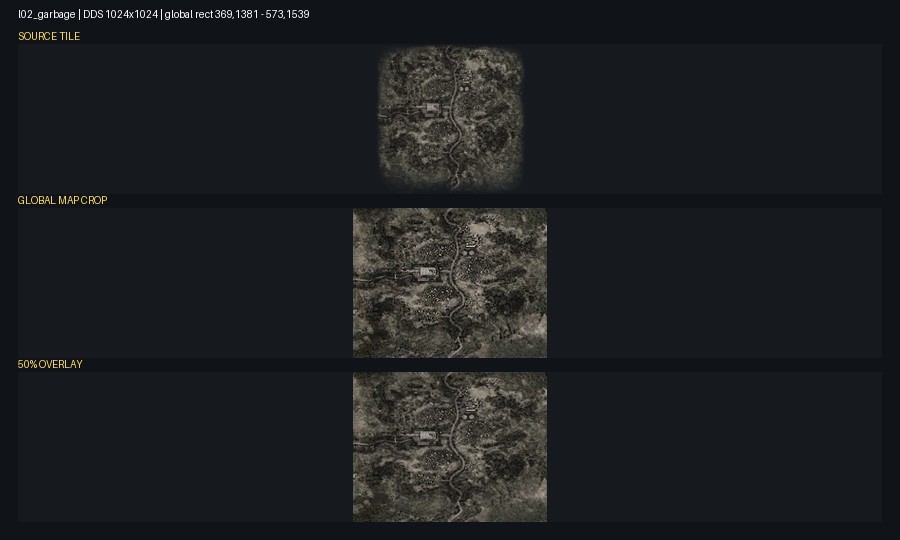 l02_garbage | DDS 1024x1024 | global rect 369,1381 - 573,1539
SOURCE TILE
GLOBAL MAP CROP
50% OVERLAY